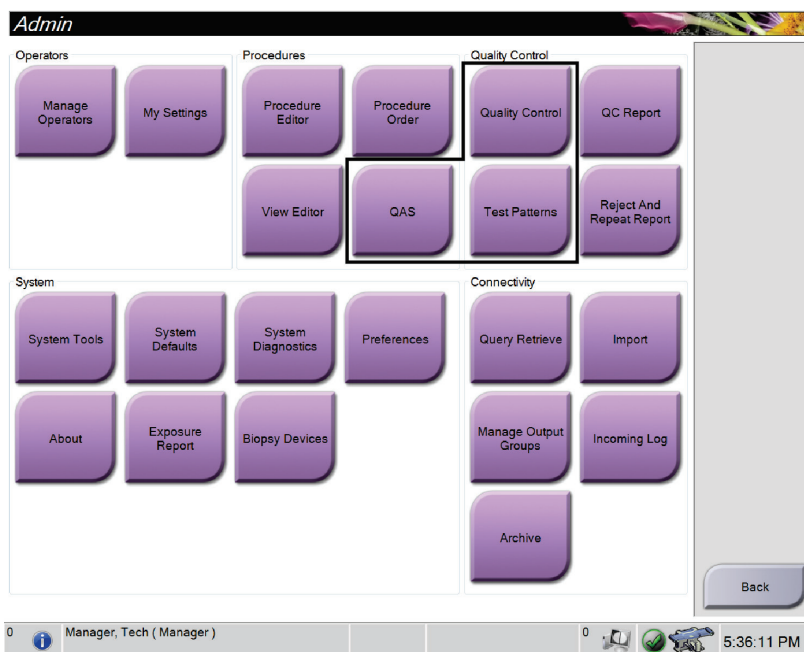 Admin
Operators
Procedures
Quality Control
Manage
Operators
My Settings
Procedure
Editor
Procedure
Order
Quality Control
QC Report
View Editor
QAS
Test Patterns
Reject And
Repeat Report
System
Connectivity
System Tools
System
Defaults
System
Diagnostics
Preferences
Query Retrieve
Import
About
Exposure
Report
Biopsy Devices
Manage Output
Groups
Incoming Log
Archive
Back
0
Manager, Tech ( Manager )
0
5:36:11 PM